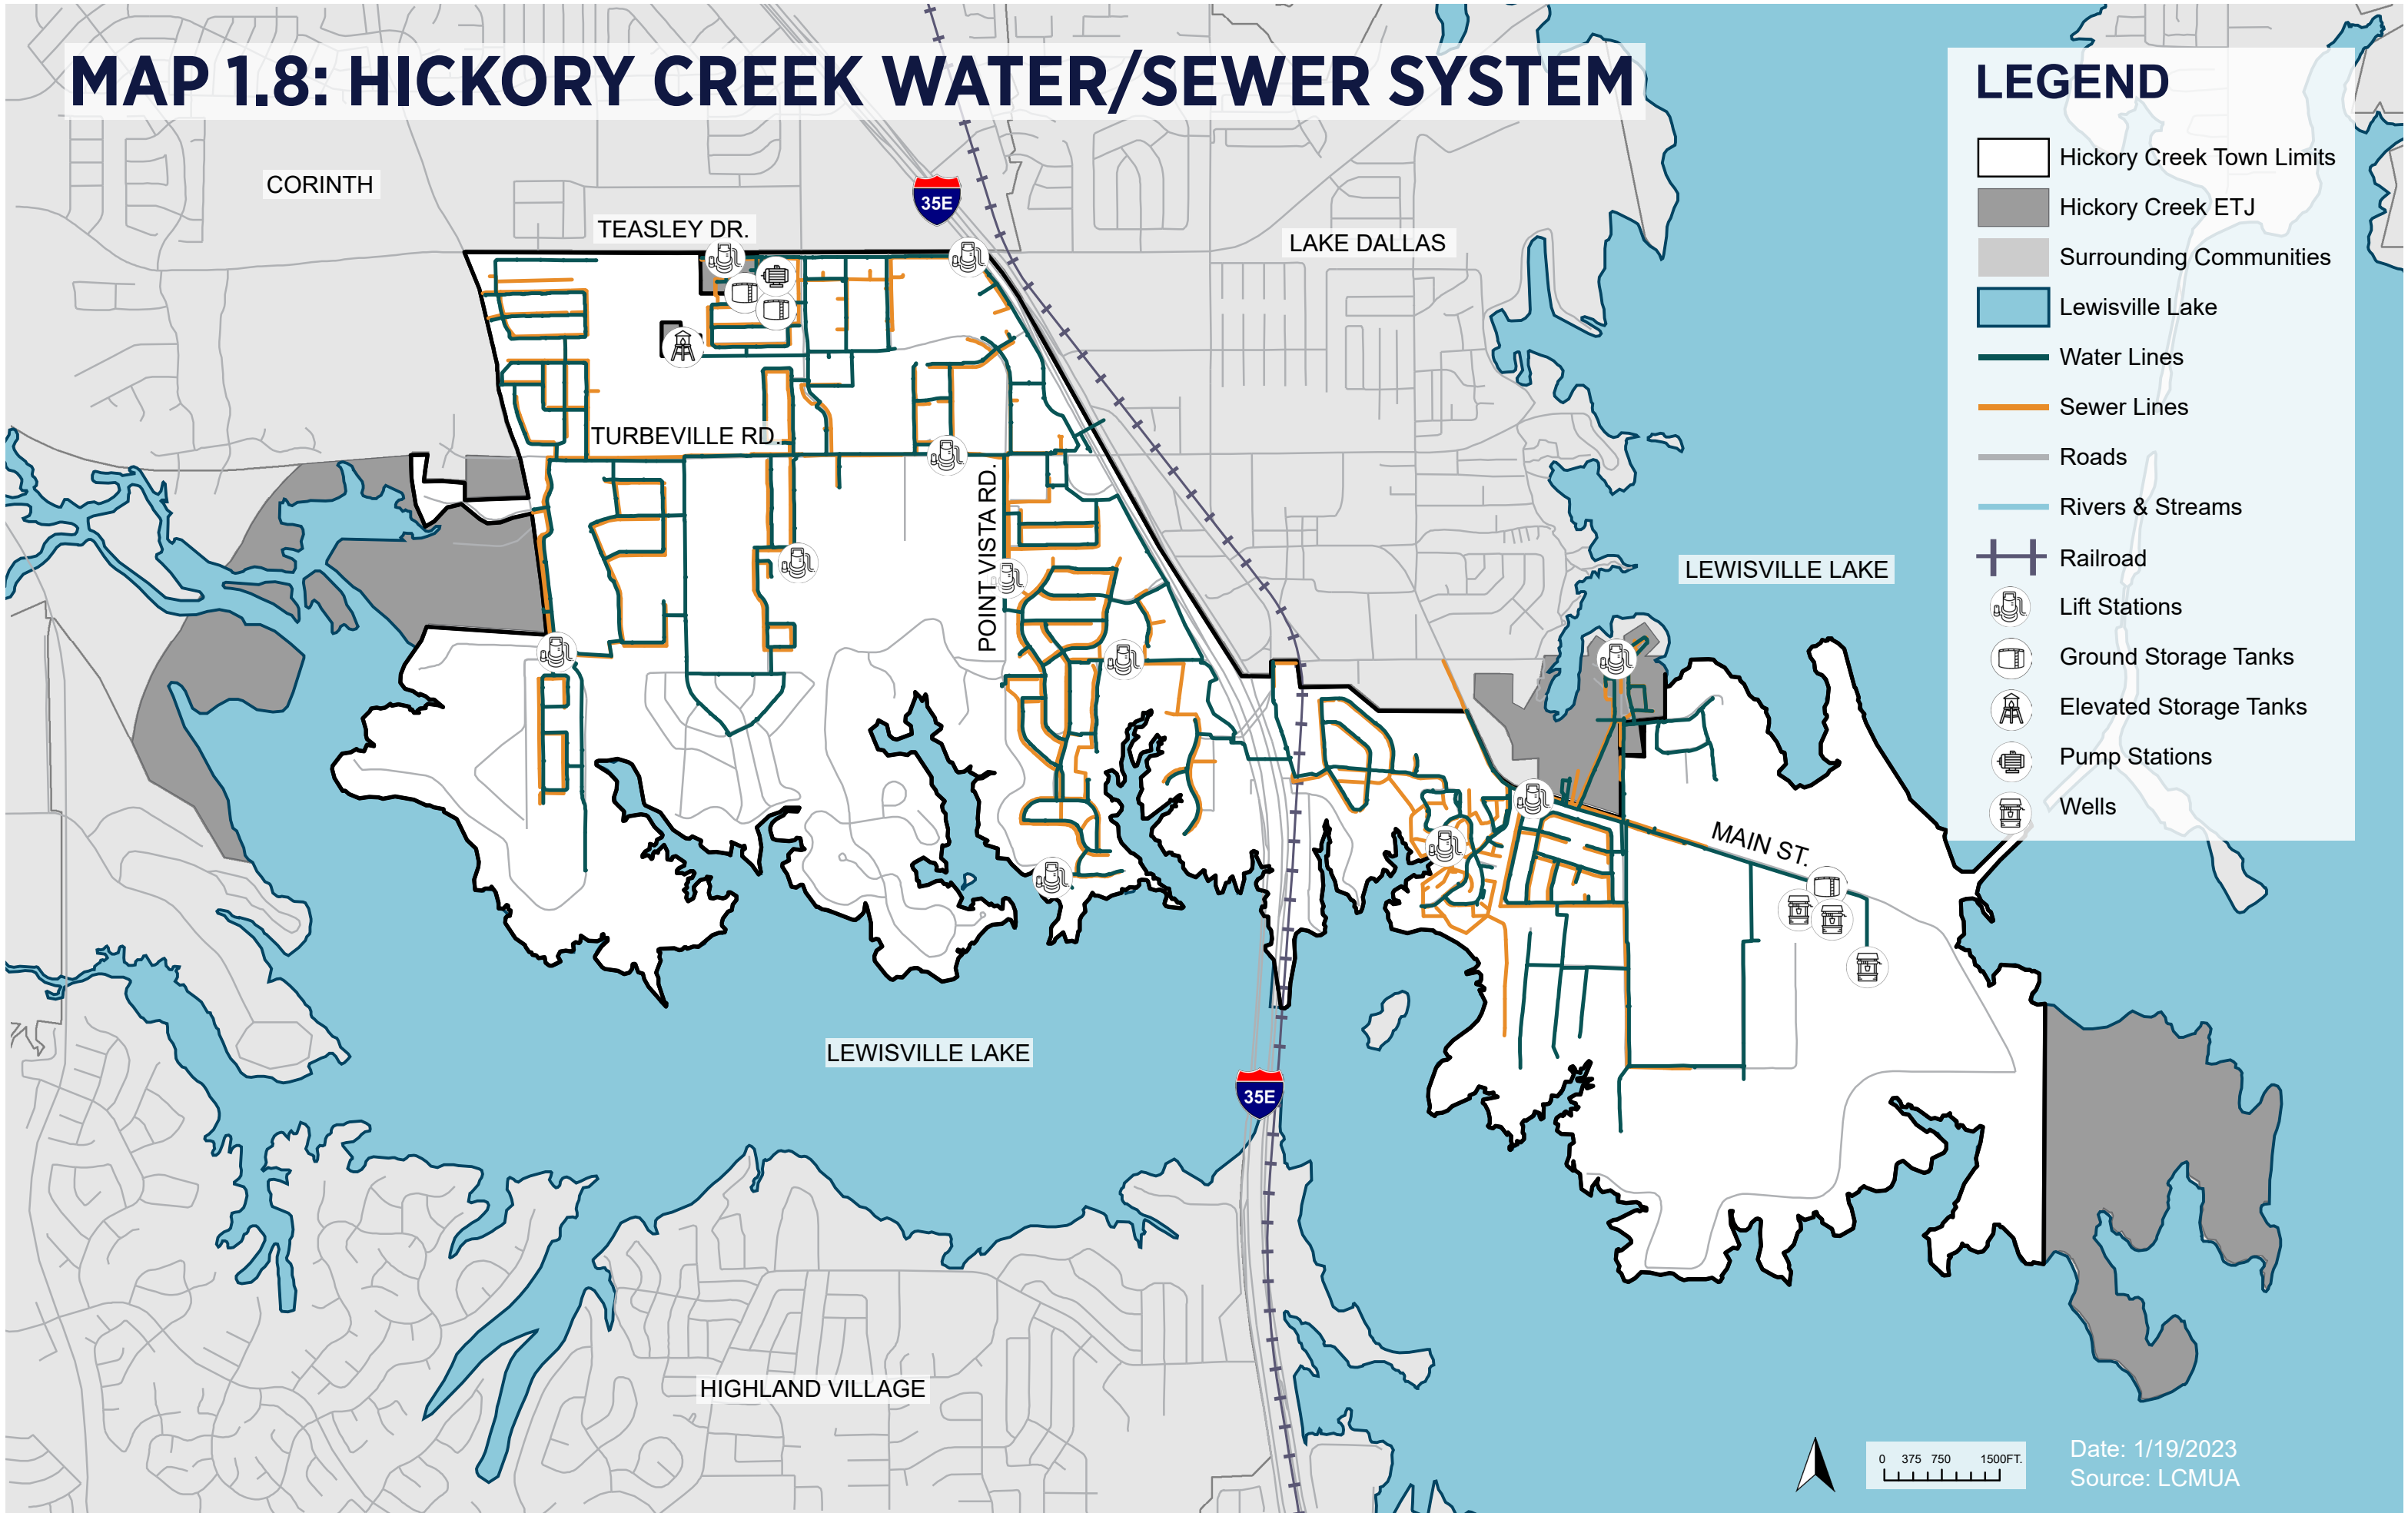 MAP 1.8: HICKORY CREEK WATER/SEWER SYSTEM
LEGEND
Hickory Creek Town Limits
Hickory Creek ETJ
Surrounding Communities
Lewisville Lake
Water Lines
Sewer Lines
Roads
Rivers & Streams
Railroad
Lift Stations
Ground Storage Tanks
Elevated Storage Tanks
Pump Stations
Wells
CORINTH
35E
TEASLEY DR.
LAKE DALLAS
TURBEVILLE RD.
POINT VISTA RD.
LEWISVILLE LAKE
MAIN ST.
LEWISVILLE LAKE
35E
HIGHLAND VILLAGE
0 375 750 1500FT.
Date: 1/19/2023
Source: LCMUA